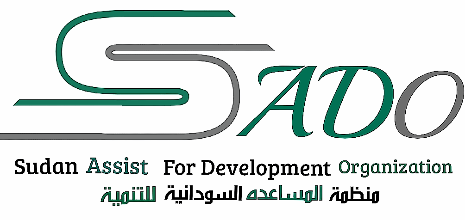 SADO
Sudan Assist For Development Organization
منظمة المساعده السودانية للتنمية